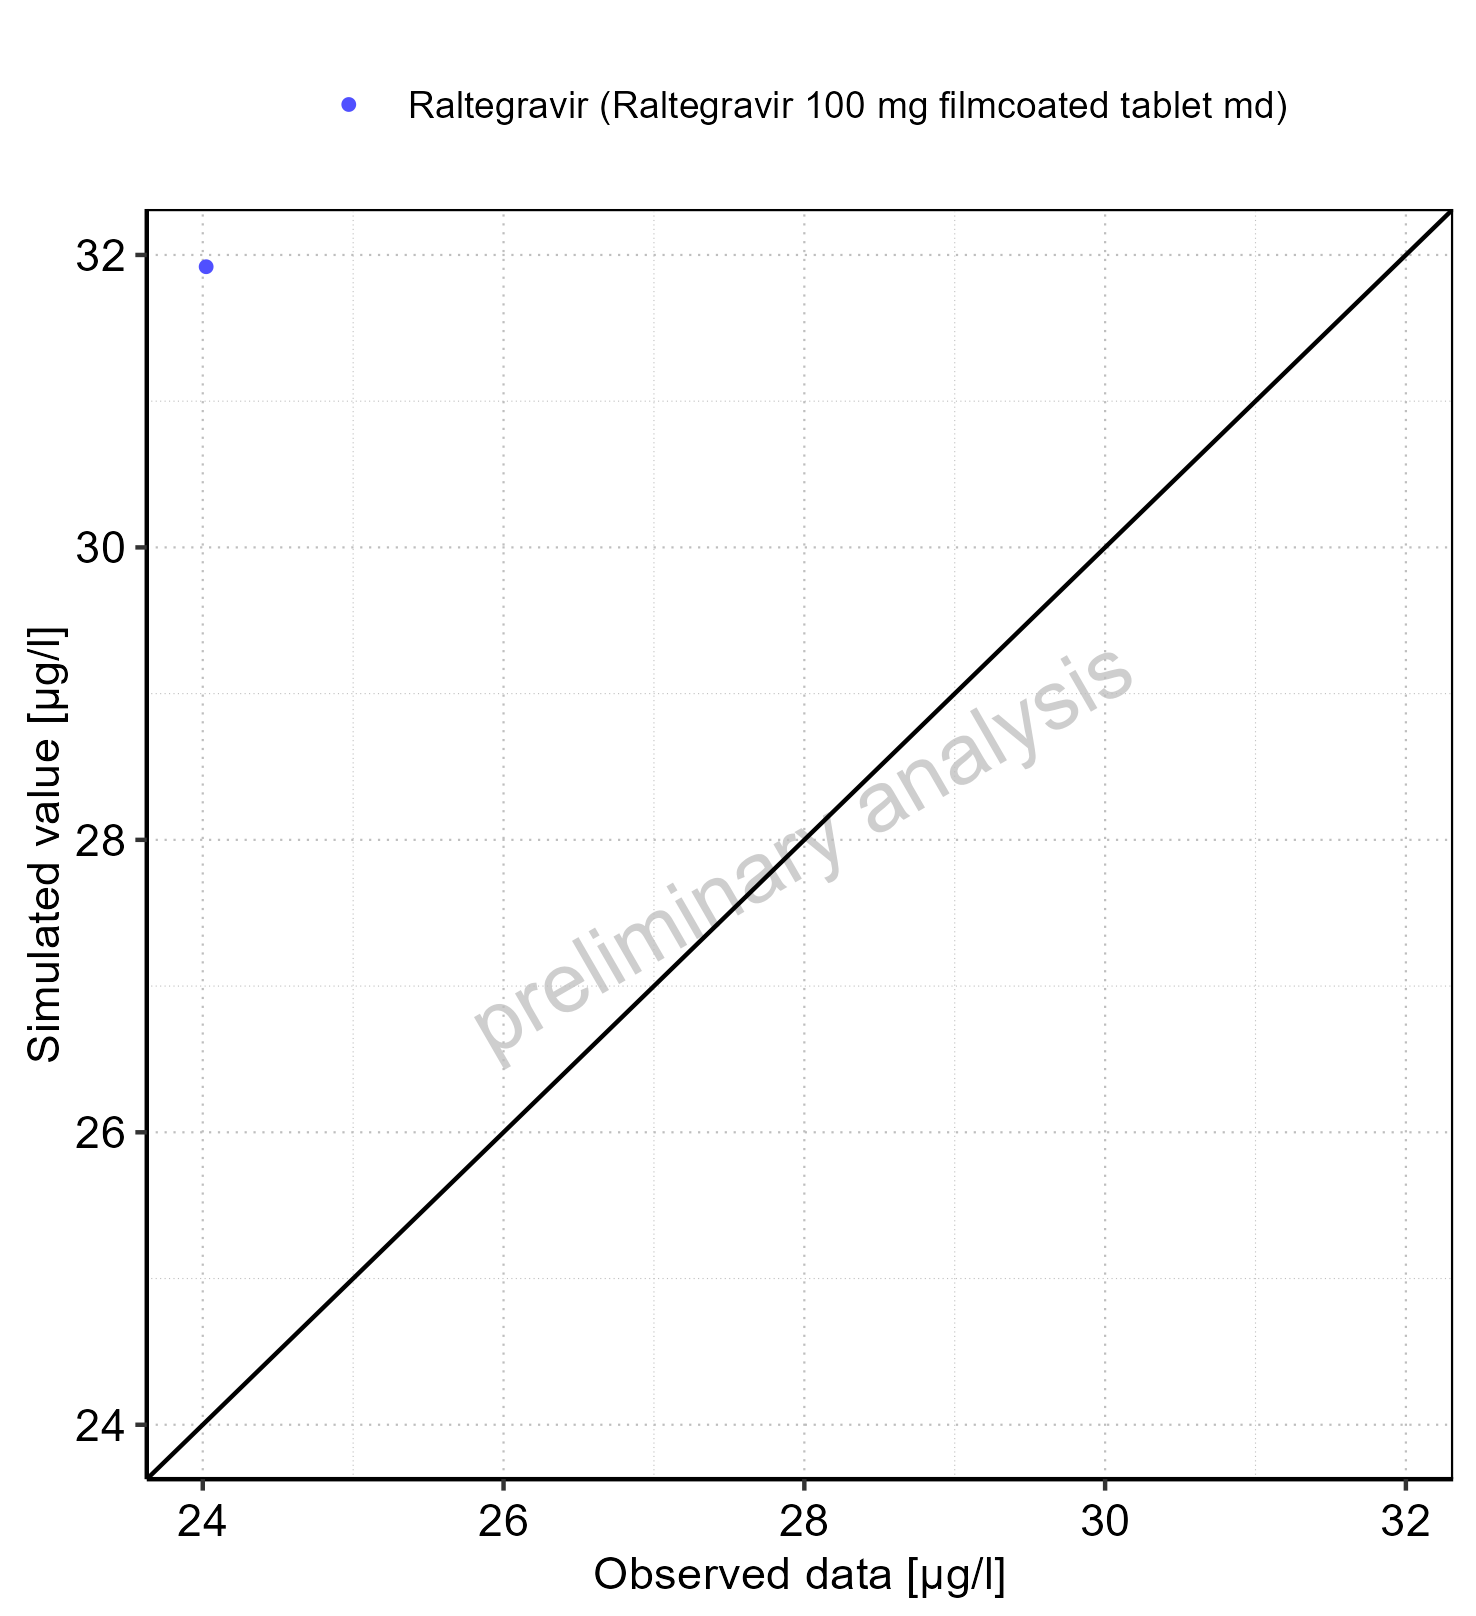 Raltegravir (Raltegravir 100 mg filmcoated tablet md)
32
30
28
26
24
Simulated value [µg/l]
preliminary analysis
24 26 28 30 32
Observed data [µg/l]